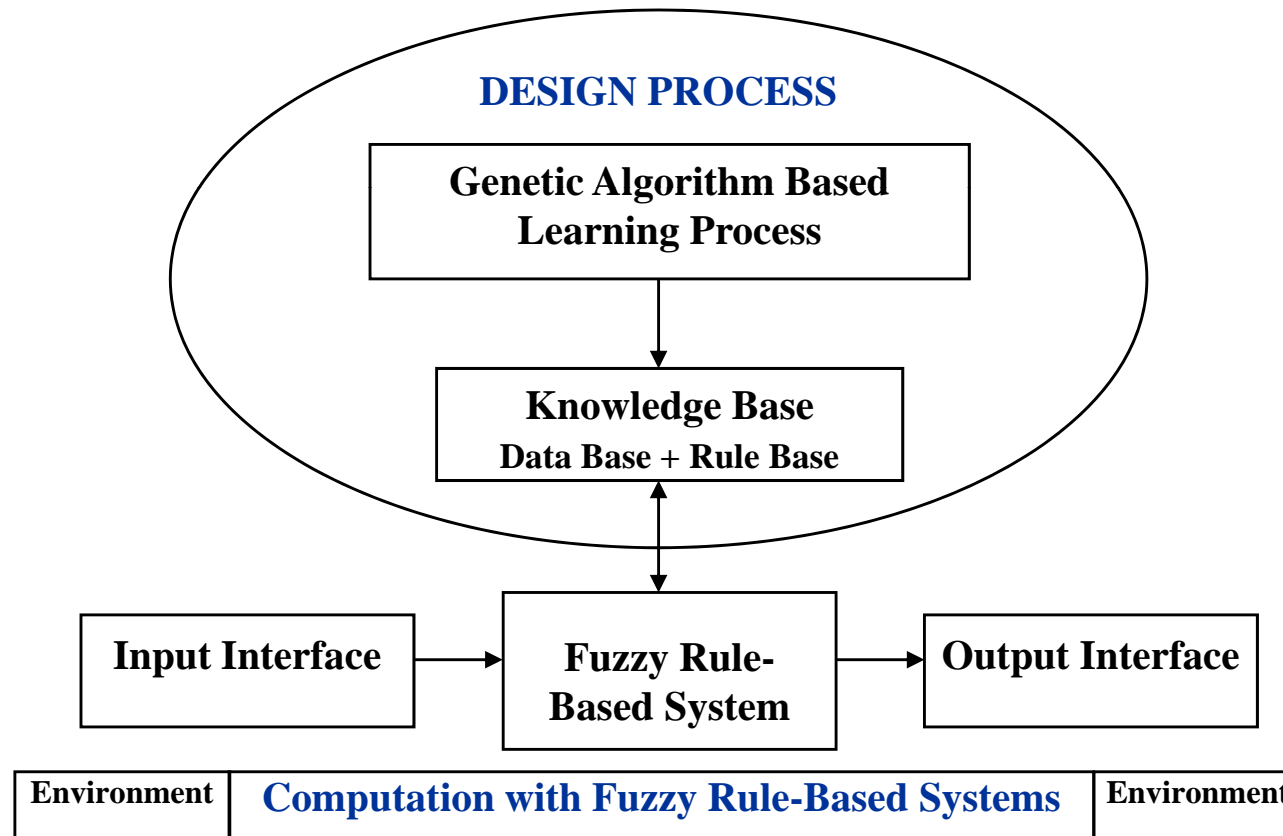 DESIGN PROCESS
Genetic Algorithm Based
Learning Process
Knowledge Base
Data Base + Rule Base
Input Interface
Fuzzy Rule-
Based System
Output Interface
Environment
Computation with Fuzzy Rule-Based Systems
Environment